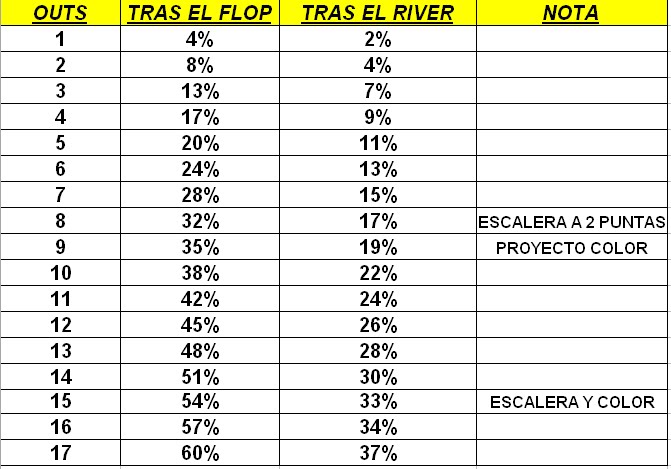 OUTS TRAS EL FLOP TRAS EL RIVER NOTA
1 4% 2%
2 8% 4%
3 13% 7%
4 17% 9%
5 20% 11%
6 24% 13%
7 28% 15%
8 32% 17% ESCALERA A 2 PUNTAS
9 35% 19% PROYECTO COLOR
10 38% 22%
11 42% 24%
12 45% 26%
13 48% 28%
14 51% 30%
15 54% 33% ESCALERA Y COLOR
16 57% 34%
17 60% 37%